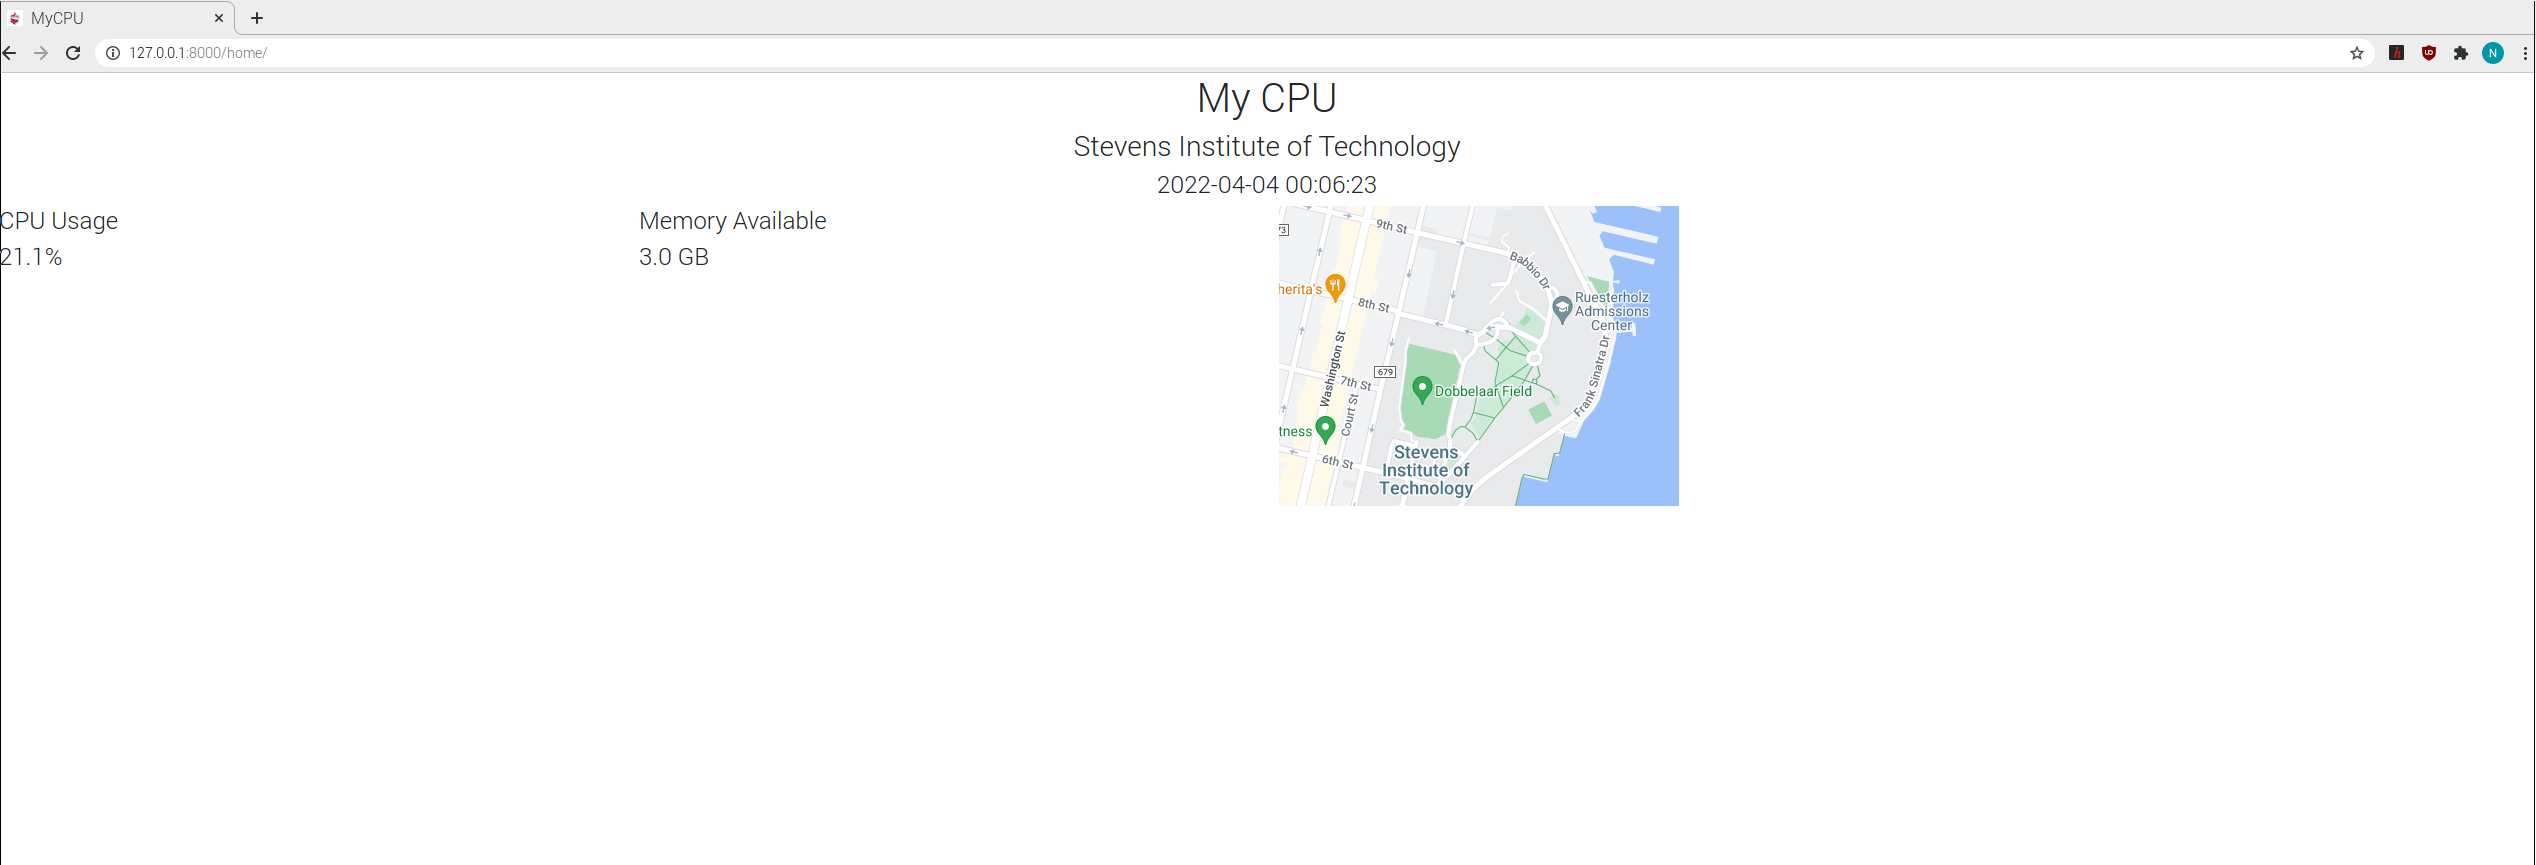 MyCPU
127.0.0.1:8000/home/
N
My CPU
Stevens Institute of Technology
2022-04-04 00:06:23
CPU Usage
21.1%
Memory Available
3.0 GB
9th St
73
Babbio Dr
herita's
8th St
Ruesterholz
Admissions
Center
Washington St
Frank Sinatra Dr
679
7th St
Dobbelaar Field
Court St
tness
6th St
Stevens
Institute of
Technology